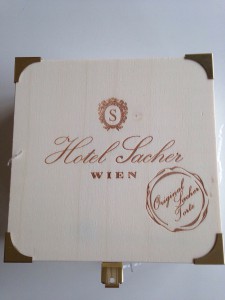 S
Hotel Sacher
WIEN
Original
Sacher
Torte